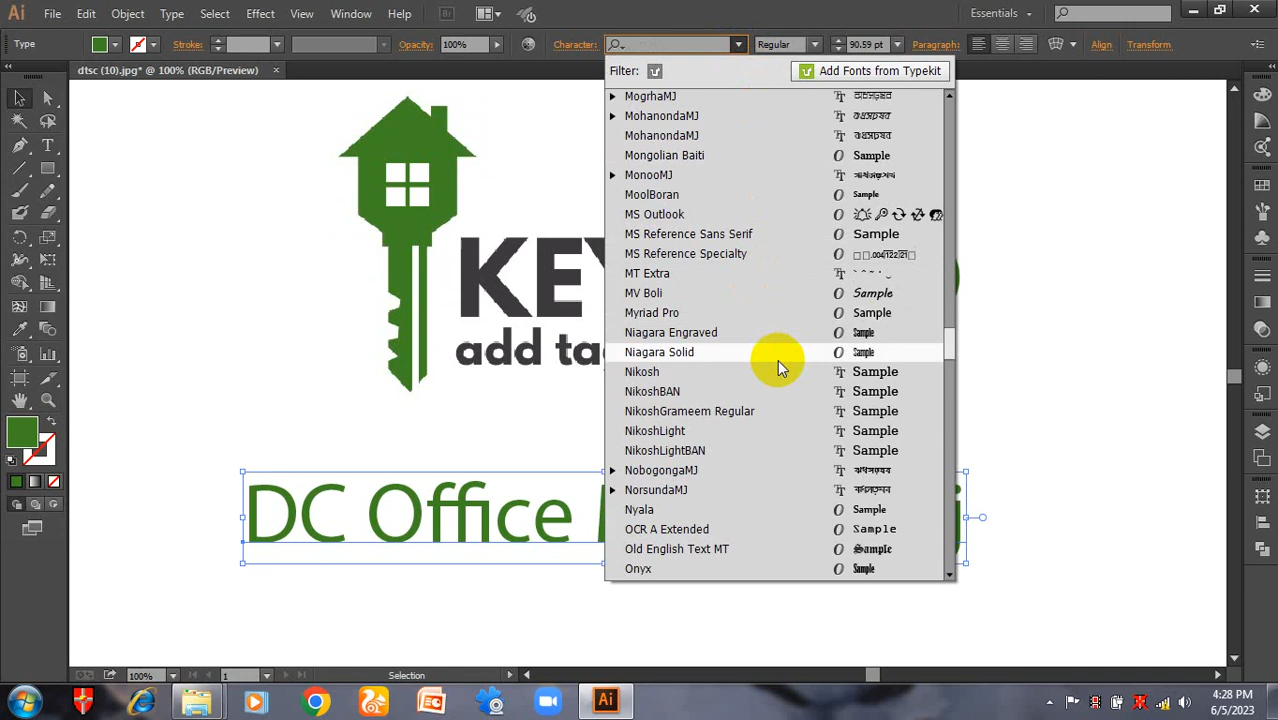 Ai File Edit Object Type Select Effect View Window Help Br Essentials
Type Stroke: Opacity: 100% Character: Regular 90.59 pt Paragraph: Align Transform
dtsc (10).jpg* @ 100% (RGB/Preview)
Filter: Add Fonts from Typekit
MogrhaMJ
MohanondaMJ
MohanondaMJ
Mongolian Baiti Sample
MonooMJ
MoolBoran Sample
MS Outlook
MS Reference Sans Serif Sample
MS Reference Specialty
MT Extra
MV Boli Sample
Myriad Pro Sample
Niagara Engraved Sample
Niagara Solid Sample
Nikosh Sample
NikoshBAN Sample
NikoshGrameem Regular Sample
NikoshLight Sample
NikoshLightBAN Sample
NobogongaMJ
NorsundaMJ
Nyala Sample
OCR A Extended Sample
Old English Text MT Sample
Onyx Sample
KEY
add ta
DC Office
100% 1 Selection
4:28 PM
6/5/2023